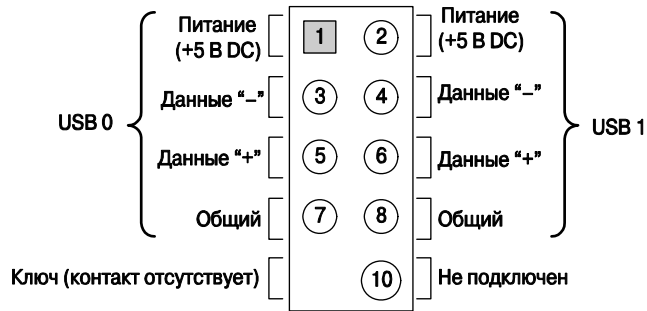 Питание
(+5 В DC)
1
2
Питание
(+5 В DC)
Данные “–”
3
4
Данные “–”
USB 0
USB 1
Данные “+”
5
6
Данные “+”
Общий
7
8
Общий
Ключ (контакт отсутствует)
10
Не подключен